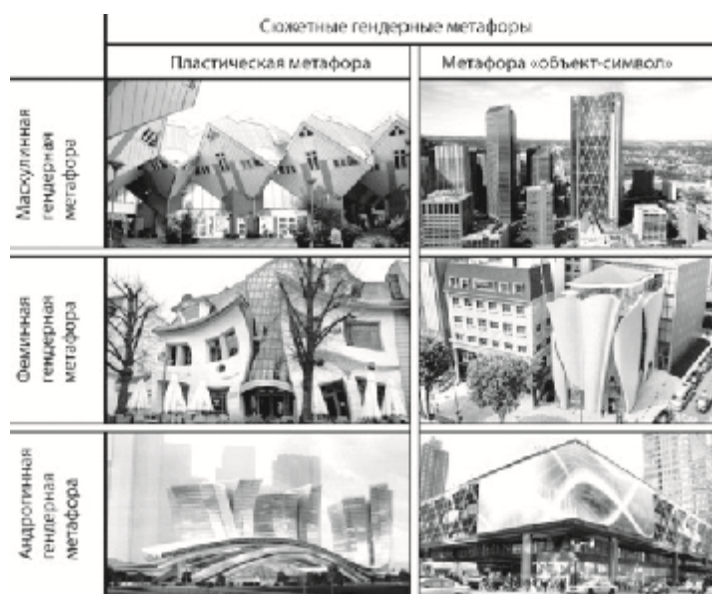 Сюжетные гендерные метафоры
Пластическая метафора
Метафора «объект-символ»
Маскулинная
гендерная
метафора
Феминная
гендерная
метафора
Андрогинная
гендерная
метафора